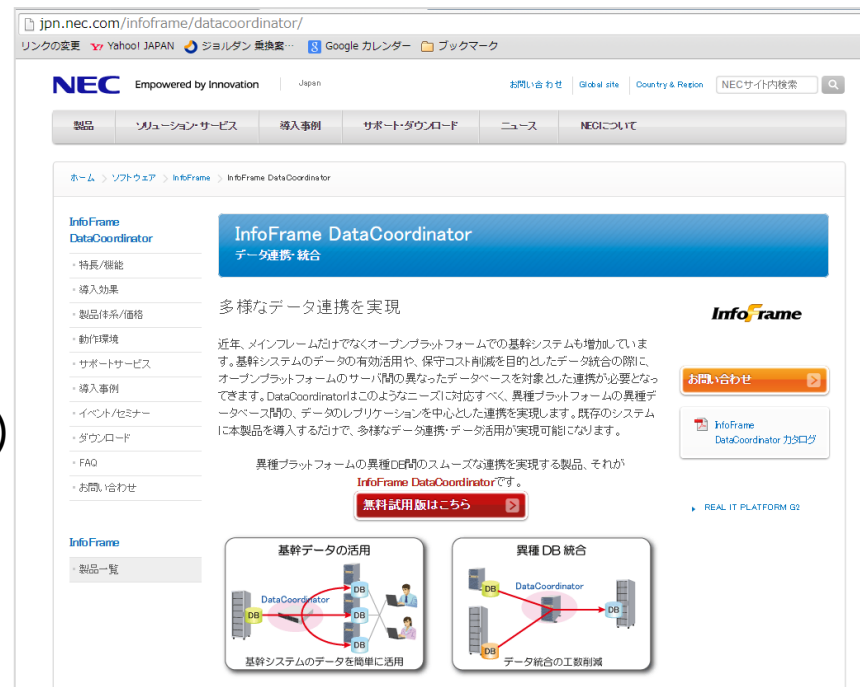 jpn.nec.com/infoframe/datacoordinator/
リンクの変更 Yahoo! JAPAN ジョルダン 乗換案… Google カレンダー ブックマーク
NEC Empowered by Innovation Japan お問い合わせ Global site Country & Region NECサイト内検索
製品 ソリューション・サービス 導入事例 サポート・ダウンロード ニュース NECについて
ホーム > ソフトウェア > InfoFrame > InfoFrame DataCoordinator
InfoFrame
DataCoordinator
・特長/機能
・導入効果
・製品体系/価格
・動作環境
・サポートサービス
・導入事例
・イベント/セミナー
・ダウンロード
・FAQ
・お問い合わせ
InfoFrame
・製品一覧
InfoFrame DataCoordinator
データ連携・統合
多様なデータ連携を実現
近年、メインフレームだけでなくオープンプラットフォームでの基幹システムも増加していま
す。基幹システムのデータの有効活用や、保守コスト削減を目的としたデータ統合の際に、
オープンプラットフォームのサーバ間の異なったデータベースを対象とした連携が必要となっ
てきます。DataCoordinatorはこのようなニーズに対応すべく、異種プラットフォームの異種デ
ータベース間の、データのレプリケーションを中心とした連携を実現します。既存のシステム
に本製品を導入するだけで、多様なデータ連携・データ活用が実現可能になります。
異種プラットフォームの異種DB間のスムーズな連携を実現する製品、それが
InfoFrame DataCoordinatorです。
無料試用版はこちら
基幹データの活用
DataCoordinator
DB
DB
DB
DB
基幹システムのデータを簡単に活用
異種 DB 統合
DB
DataCoordinator
DB
DB
データ統合の工数削減
InfoFrame
お問い合わせ
InfoFrame
DataCoordinator カタログ
REAL IT PLATFORM G2
)